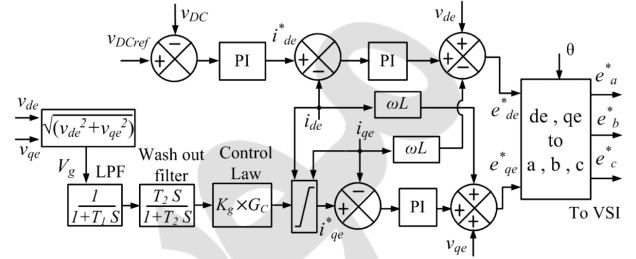 v_DC
v_DCref
PI
i*_de
PI
v_de
θ
i_de
ωL
i_qe
ωL
e*_de
e*_qe
de , qe
to
a , b , c
e*_a
e*_b
e*_c
To VSI
v_de
v_qe
√(v_de²+v_qe²)
V_g
LPF
1
1+T_1 S
Wash out
filter
T_2 S
1+T_2 S
Control
Law
K_g×G_C
i*_qe
PI
v_qe